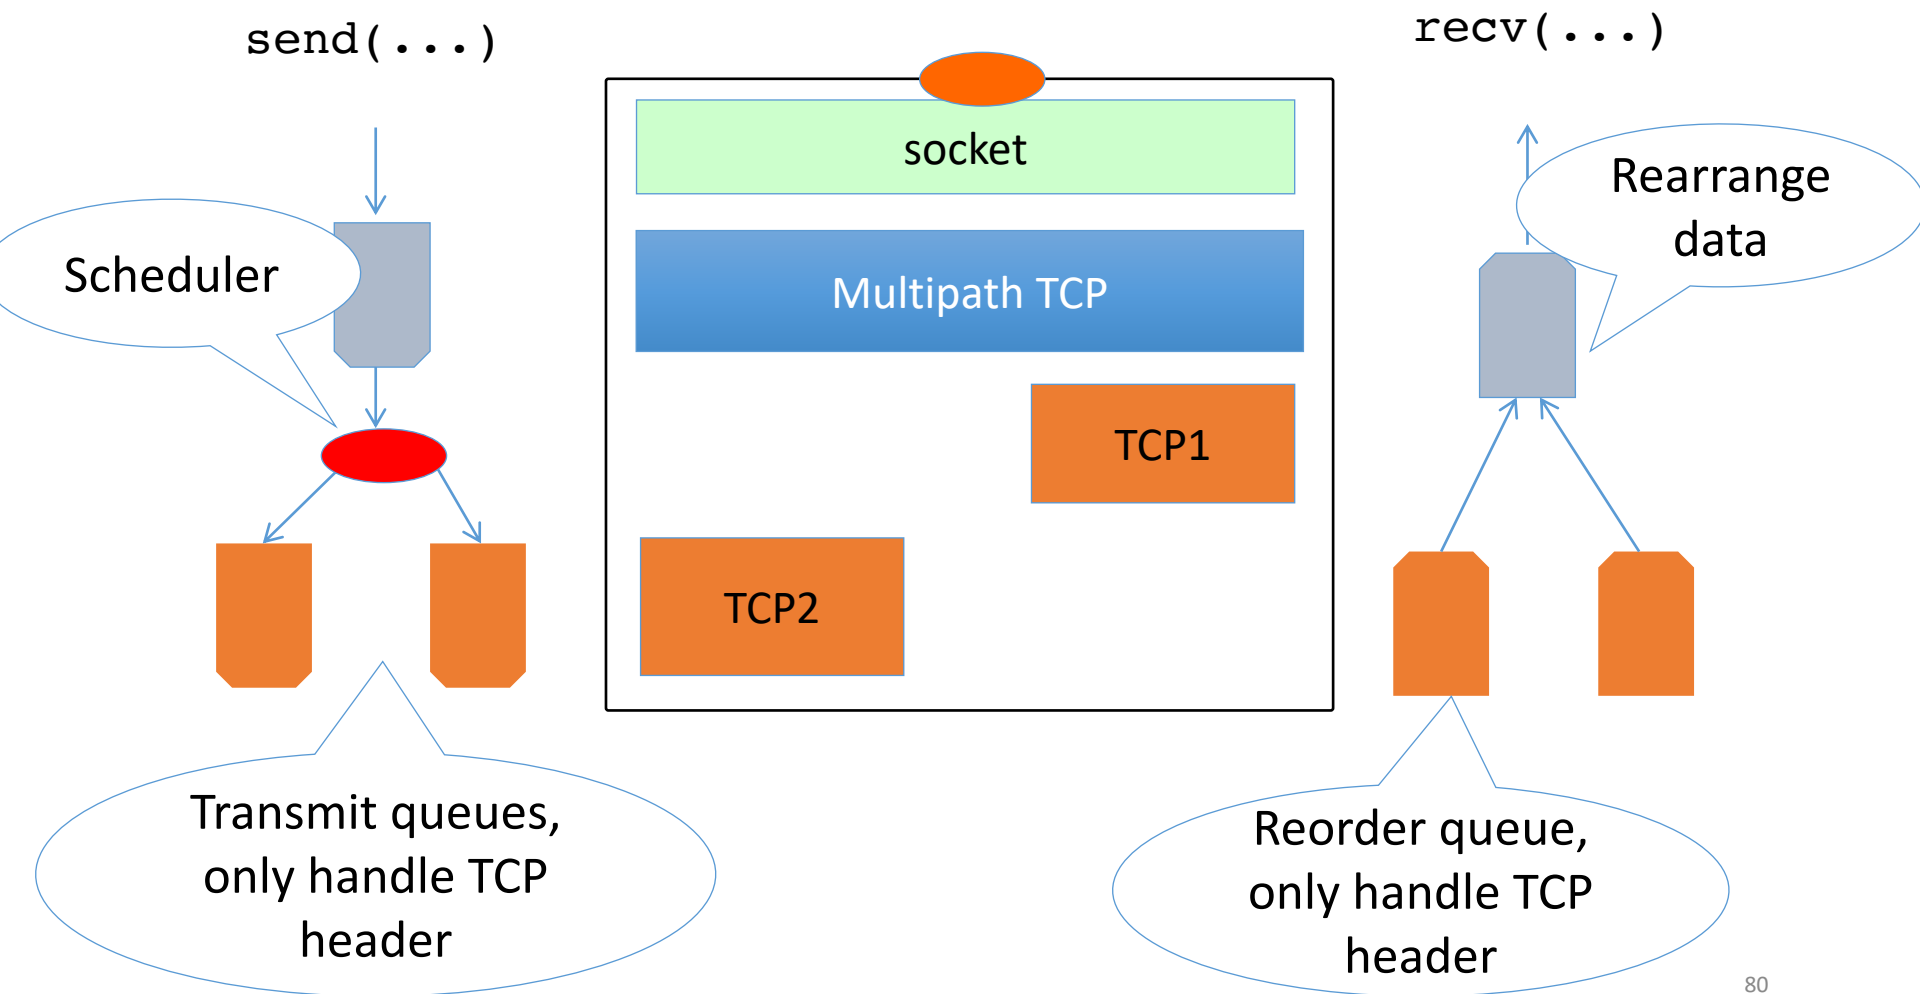 send(...)
recv(...)
socket
Rearrange
data
Scheduler
Multipath TCP
TCP1
TCP2
Transmit queues,
only handle TCP
header
Reorder queue,
only handle TCP
header
80